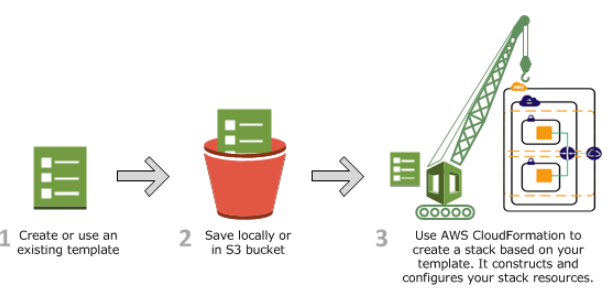 1 Create or use an
existing template
2 Save locally or
in S3 bucket
3 Use AWS CloudFormation to
create a stack based on your
template. It constructs and
configures your stack resources.